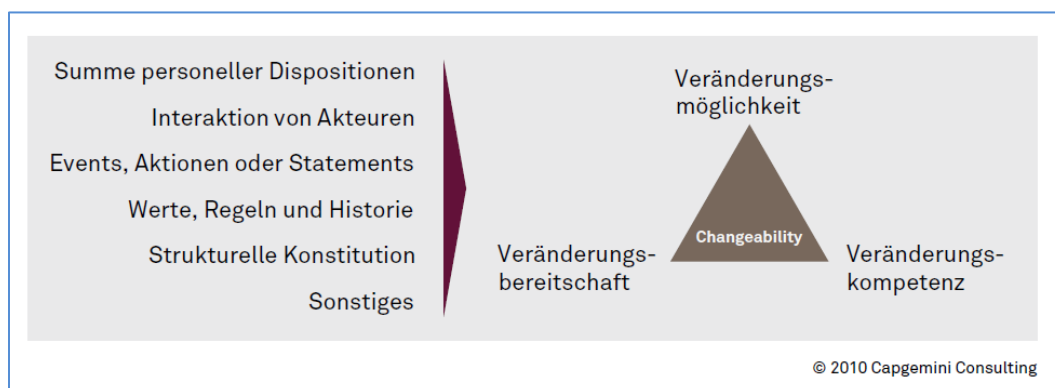 Summe personeller Dispositionen
Interaktion von Akteuren
Events, Aktionen oder Statements
Werte, Regeln und Historie
Strukturelle Konstitution
Sonstiges
Veränderungs-
möglichkeit
Changeability
Veränderungs-
bereitschaft
Veränderungs-
kompetenz
© 2010 Capgemini Consulting